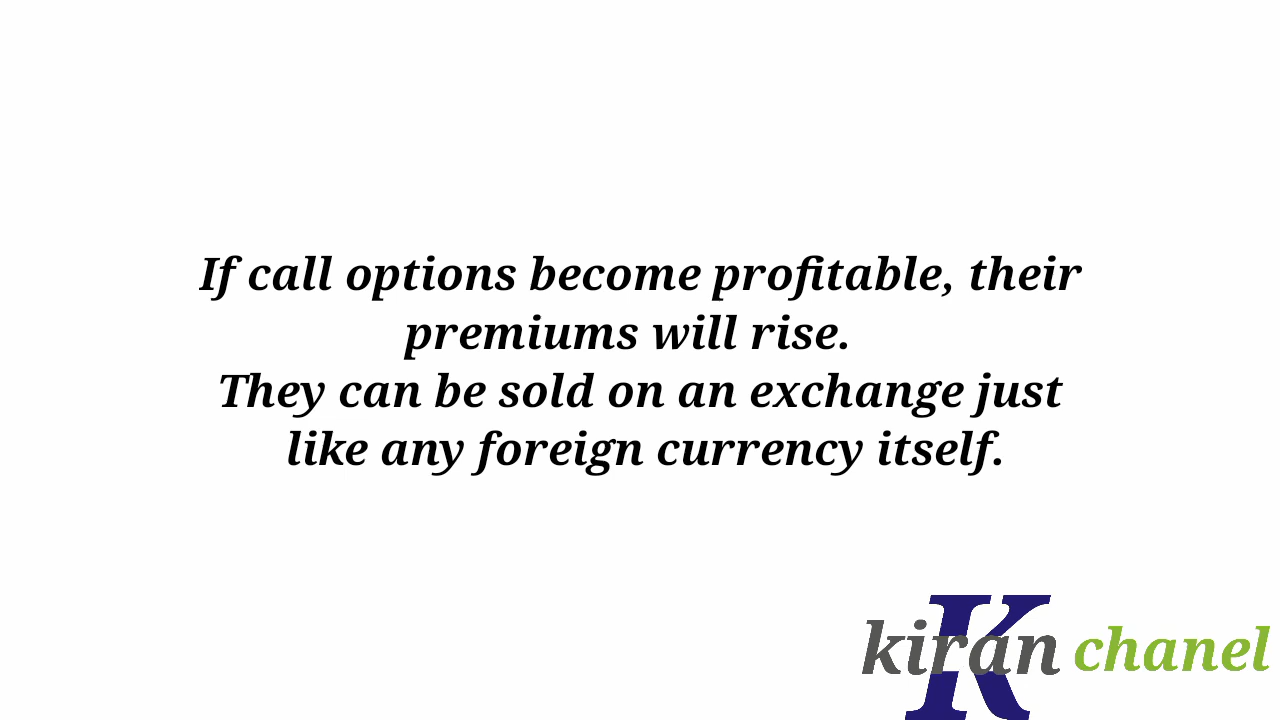 If call options become profitable, their
premiums will rise.
They can be sold on an exchange just
like any foreign currency itself.
K
kiran chanel